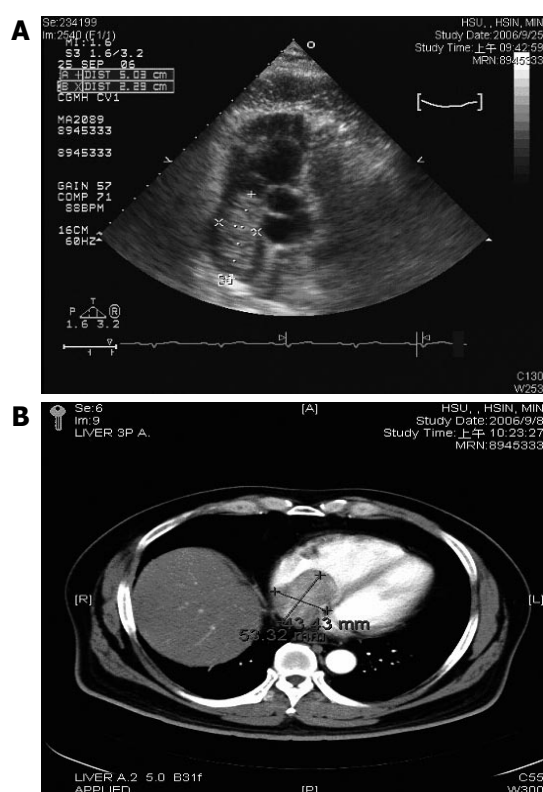 A
Se:234199
Im:2540 (F1/1)
HSU, , HSIN, MIN
Study Date:2006/9/25
Study Time:上午 09:42:59
MRN:8945333
MI:1.6
S3 1.6/3.2
25 SEP 06
A + DIST 5.03 cm
B X DIST 2.29 cm
CGMH CV1
MA2089
8945333
8945333
GAIN 57
COMP 71
88BPM
16CM
60HZ
T
P R
1.6 3.2
C130
W253
B
Se:6
Im:9
LIVER 3P A.
[A]
HSU, , HSIN, MIN
Study Date:2006/9/8
Study Time:上午 10:23:27
MRN:8945333
[R]
[L]
43.43 mm
53.32 mm
LIVER A.2 5.0 B31f
APPLIED
[P]
C55
W300